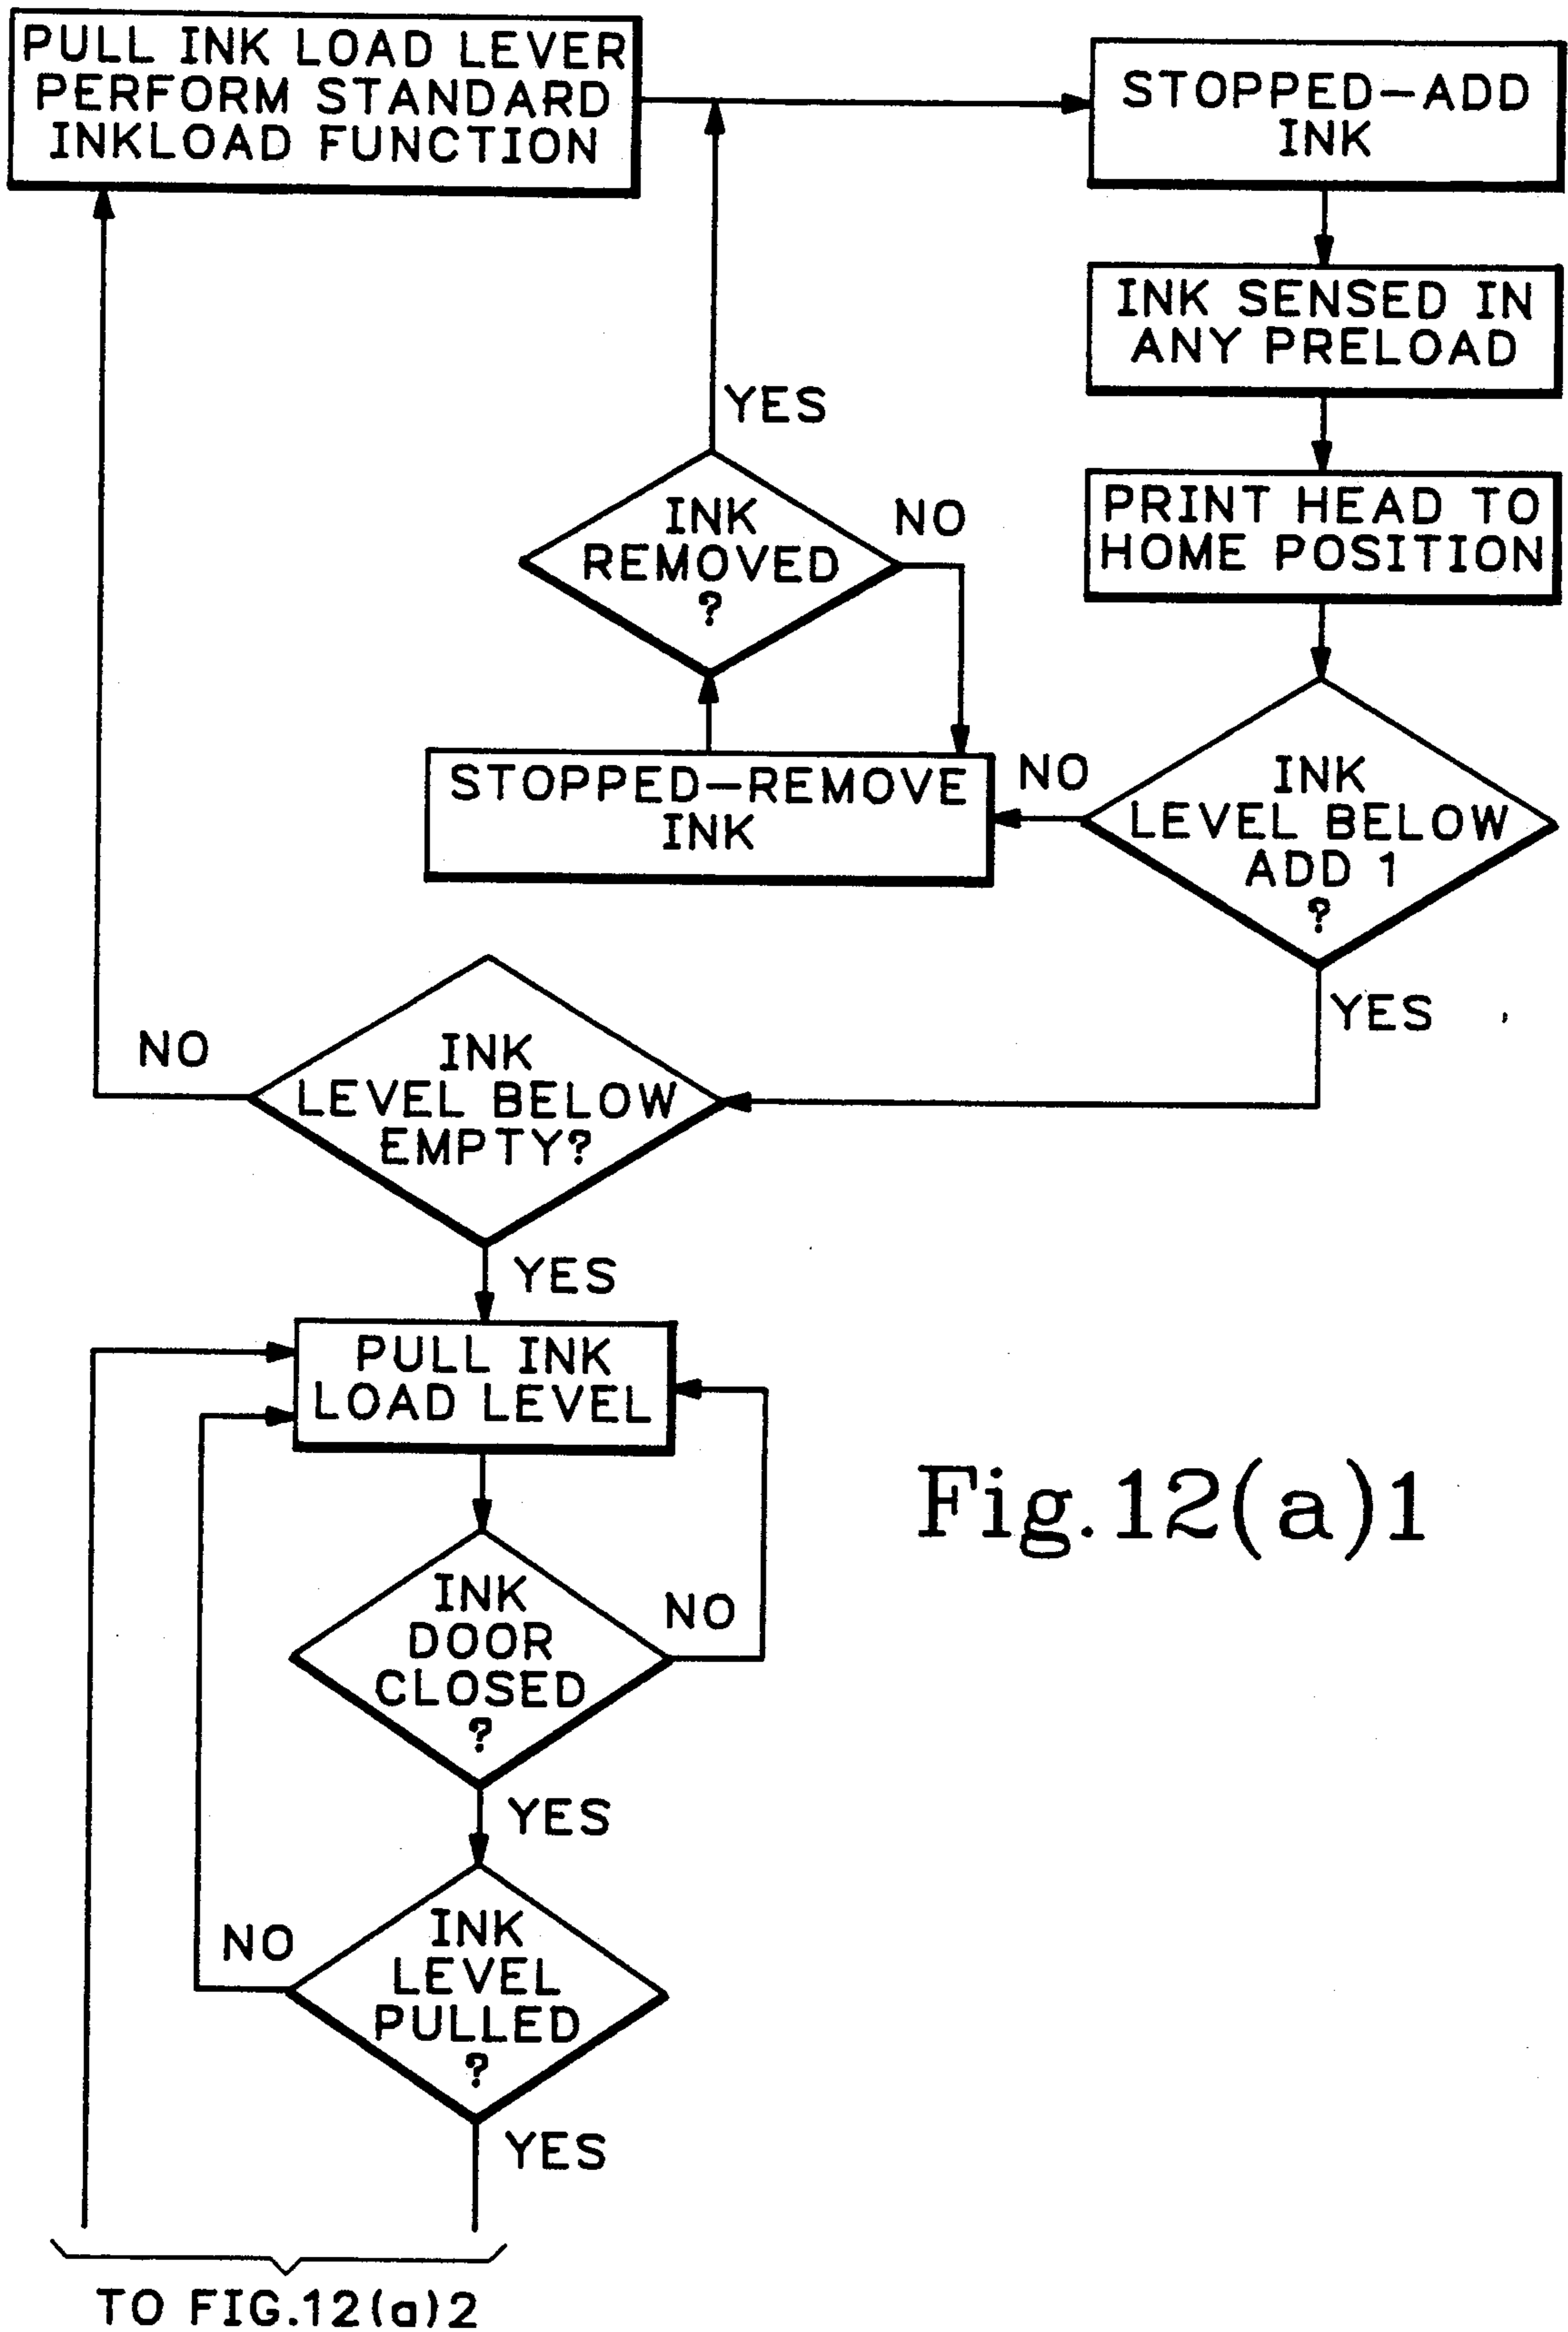 PULL INK LOAD LEVER
PERFORM STANDARD
INKLOAD FUNCTION
STOPPED-ADD
INK
INK SENSED IN
ANY PRELOAD
PRINT HEAD TO
HOME POSITION
YES
INK
REMOVED
?
NO
STOPPED-REMOVE
INK
NO
INK
LEVEL BELOW
ADD 1
?
YES
NO
INK
LEVEL BELOW
EMPTY?
YES
PULL INK
LOAD LEVEL
INK
DOOR
CLOSED
?
NO
YES
NO
INK
LEVEL
PULLED
?
YES
TO FIG.12(a)2
Fig.12(a)1